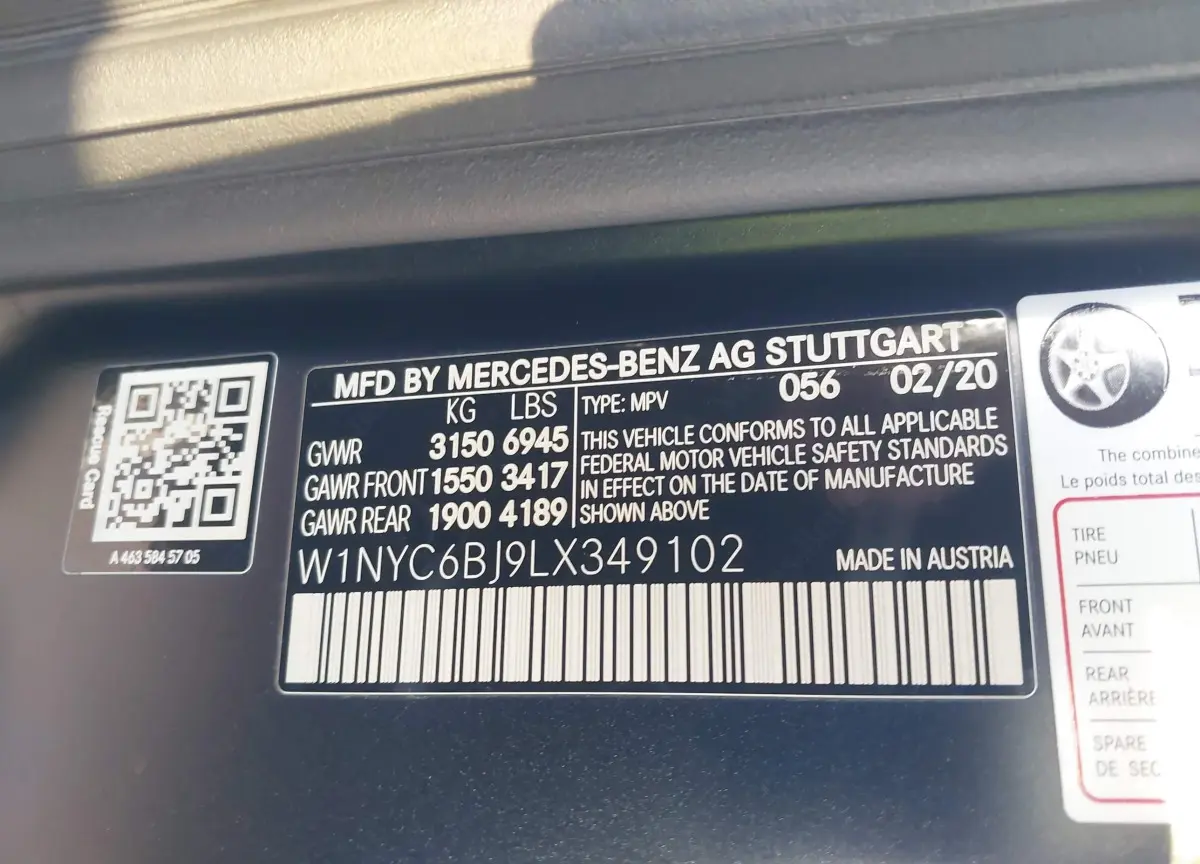 MFD BY MERCEDES-BENZ AG STUTTGART
KG LBS
GVWR 3150 6945
GAWR FRONT 1550 3417
GAWR REAR 1900 4189
TYPE: MPV 056 02/20
THIS VEHICLE CONFORMS TO ALL APPLICABLE
FEDERAL MOTOR VEHICLE SAFETY STANDARDS
IN EFFECT ON THE DATE OF MANUFACTURE
SHOWN ABOVE
W1NYC6BJ9LX349102 MADE IN AUSTRIA
Rescue Card
A 463 584 57 05
The combine
Le poids total des
TIRE
PNEU
FRONT
AVANT
REAR
ARRIÈRE
SPARE
DE SEC